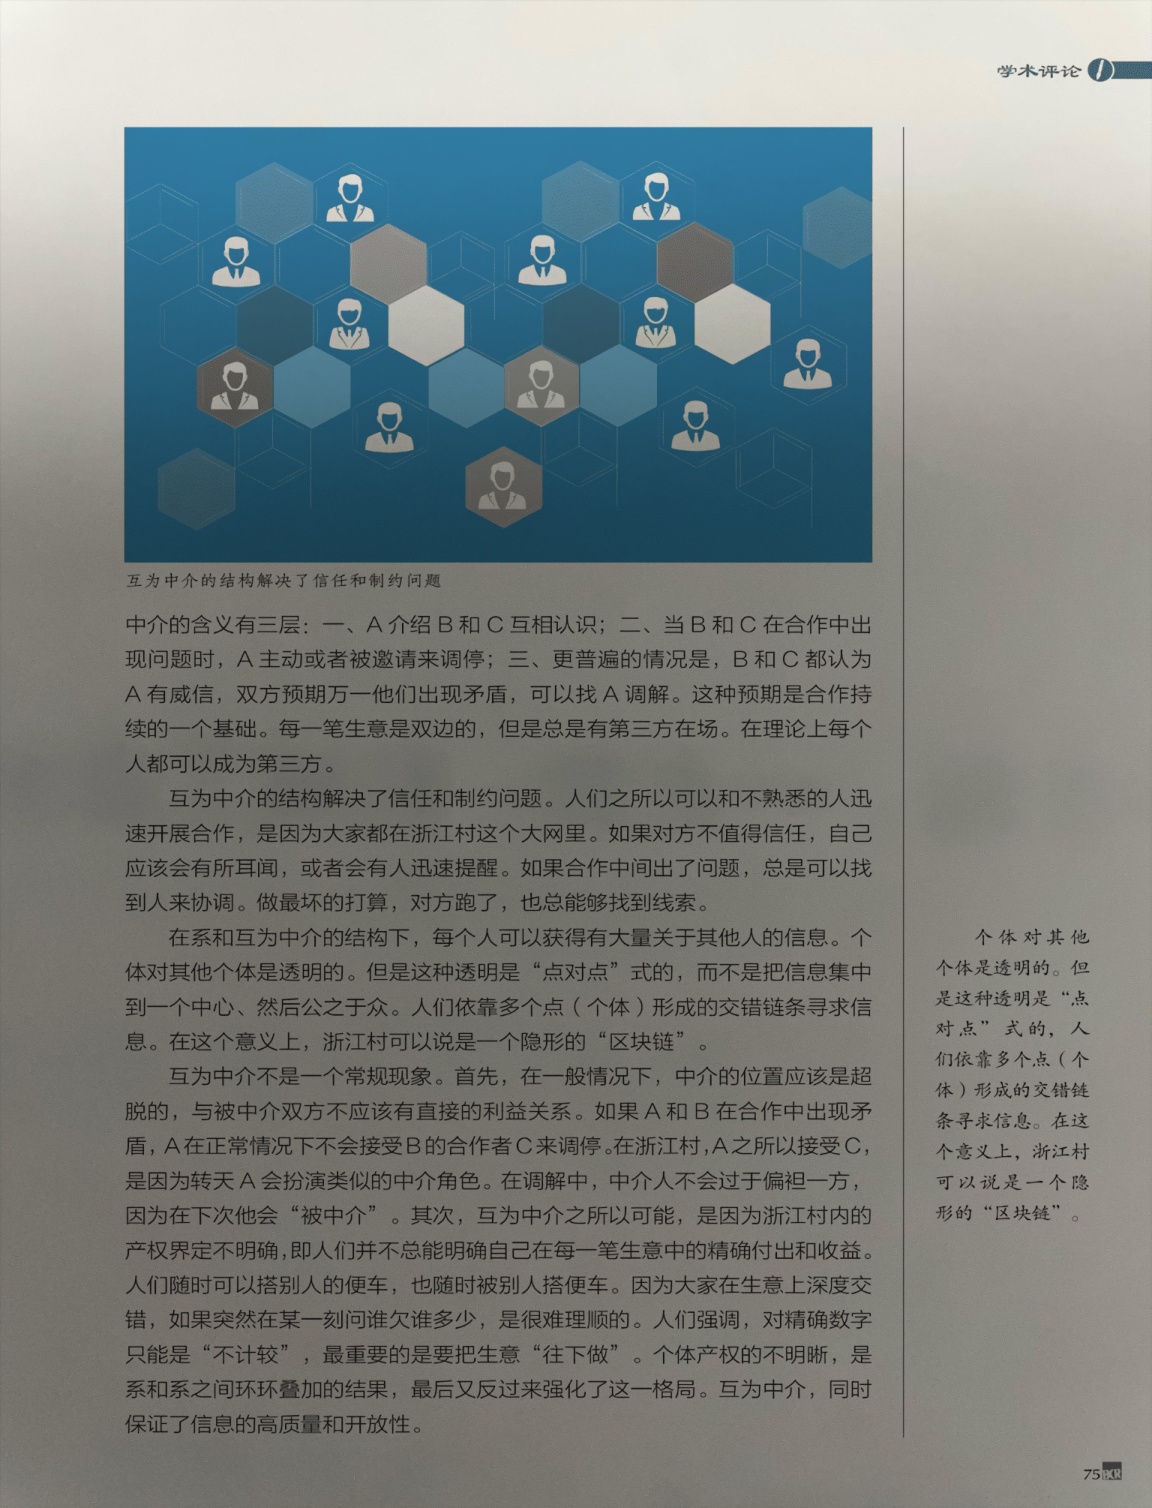 学术评论
互为中介的结构解决了信任和制约问题
中介的含义有三层：一、A 介绍 B 和 C 互相认识；二、当 B 和 C 在合作中出
现问题时，A 主动或者被邀请来调停；三、更普遍的情况是，B 和 C 都认为
A 有威信，双方预期万一他们出现矛盾，可以找 A 调解。这种预期是合作持
续的一个基础。每一笔生意是双边的，但是总是有第三方在场。在理论上每个
人都可以成为第三方。
互为中介的结构解决了信任和制约问题。人们之所以可以和不熟悉的人迅
速开展合作，是因为大家都在浙江村这个大网里。如果对方不值得信任，自己
应该会有所耳闻，或者会有人迅速提醒。如果合作中间出了问题，总是可以找
到人来协调。做最坏的打算，对方跑了，也总能够找到线索。
在系和互为中介的结构下，每个人可以获得有大量关于其他人的信息。个
体对其他个体是透明的。但是这种透明是“点对点”式的，而不是把信息集中
到一个中心、然后公之于众。人们依靠多个点（个体）形成的交错链条寻求信
息。在这个意义上，浙江村可以说是一个隐形的“区块链”。
互为中介不是一个常规现象。首先，在一般情况下，中介的位置应该是超
脱的，与被中介双方不应该有直接的利益关系。如果 A 和 B 在合作中出现矛
盾，A 在正常情况下不会接受 B 的合作者 C 来调停。在浙江村，A 之所以接受 C，
是因为转天 A 会扮演类似的中介角色。在调解中，中介人不会过于偏袒一方，
因为在下次他会“被中介”。其次，互为中介之所以可能，是因为浙江村内的
产权界定不明确，即人们并不总能明确自己在每一笔生意中的精确付出和收益。
人们随时可以搭别人的便车，也随时被别人搭便车。因为大家在生意上深度交
错，如果突然在某一刻问谁欠谁多少，是很难理顺的。人们强调，对精确数字
只能是“不计较”，最重要的是要把生意“往下做”。个体产权的不明晰，是
系和系之间环环叠加的结果，最后又反过来强化了这一格局。互为中介，同时
保证了信息的高质量和开放性。
个体对其他
个体是透明的。但
是这种透明是“点
对点”式的，人
们依靠多个点（个
体）形成的交错链
条寻求信息。在这
个意义上，浙江村
可以说是一个隐
形的“区块链”。
75